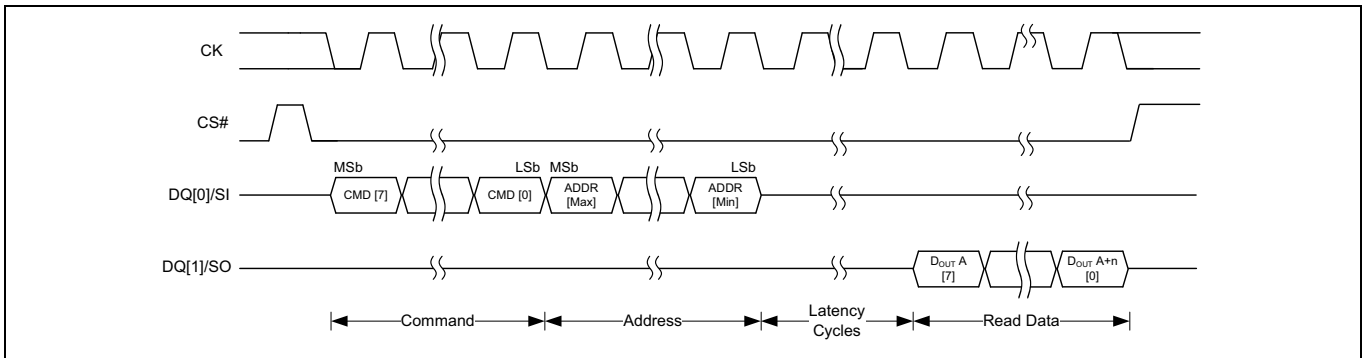 CK
CS#
MSb LSb MSb LSb
DQ[0]/SI CMD [7] CMD [0] ADDR [Max] ADDR [Min]
DQ[1]/SO DOUT A [7] DOUT A+n [0]
Command Address Latency Cycles Read Data